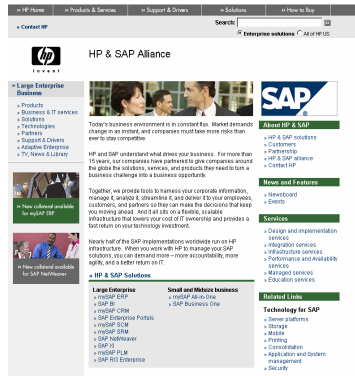 » HP Home
» Products & Services
» Support & Drivers
» Solutions
» How to Buy
» Contact HP
Search:
»
Enterprise solutions
All of HP US
hp
invent
HP & SAP Alliance
» Large Enterprise
Business
» Products
» Business & IT services
» Solutions
» Technologies
» Partners
» Support & Drivers
» Adaptive Enterprise
» TV, News & Library
» New collateral available
for mySAP ERP
» New collateral available
for SAP NetWeaver
Today's business environment is in constant flux. Market demands
change in an instant, and companies must take more risks than
ever to stay competitive.
HP and SAP understand what drives your business. For more than
15 years, our companies have partnered to give companies around
the globe the solutions, services, and products they need to turn a
business challenge into a business opportunity.
Together, we provide tools to harness your corporate information,
manage it, analyze it, streamline it, and deliver it to your employees,
customers, and partners so they can make the decisions that keep
you moving ahead. And it all sits on a flexible, scalable
infrastructure that lowers your cost of IT ownership and provides a
fast return on your technology investment.
Nearly half of the SAP implementations worldwide run on HP
infrastructure. When you work with HP to manage your SAP
solutions, you can demand more – more accountability, more
agility, and a better return on IT.
» HP & SAP Solutions
Large Enterprise
» mySAP ERP
» SAP BI
» mySAP CRM
» SAP Enterprise Portals
» mySAP SCM
» mySAP SRM
» SAP NetWeaver
» SAP XI
» mySAP PLM
» SAP R/3 Enterprise
Small and Midsize business
» mySAP All-in-One
» SAP Business One
SAP
About HP & SAP
» HP & SAP solutions
» Customers
» Partnership
» HP & SAP alliance
» Contact HP
News and Features
» Newsboard
» Events
Services
» Design and Implementation
services
» Integration services
» Infrastructure services
» Performance and Availability
services
» Managed services
» Education services
Related Links
Technology for SAP
» Server platforms
» Storage
» Mobile
» Printing
» Consolidation
» Application and System
management
» Security